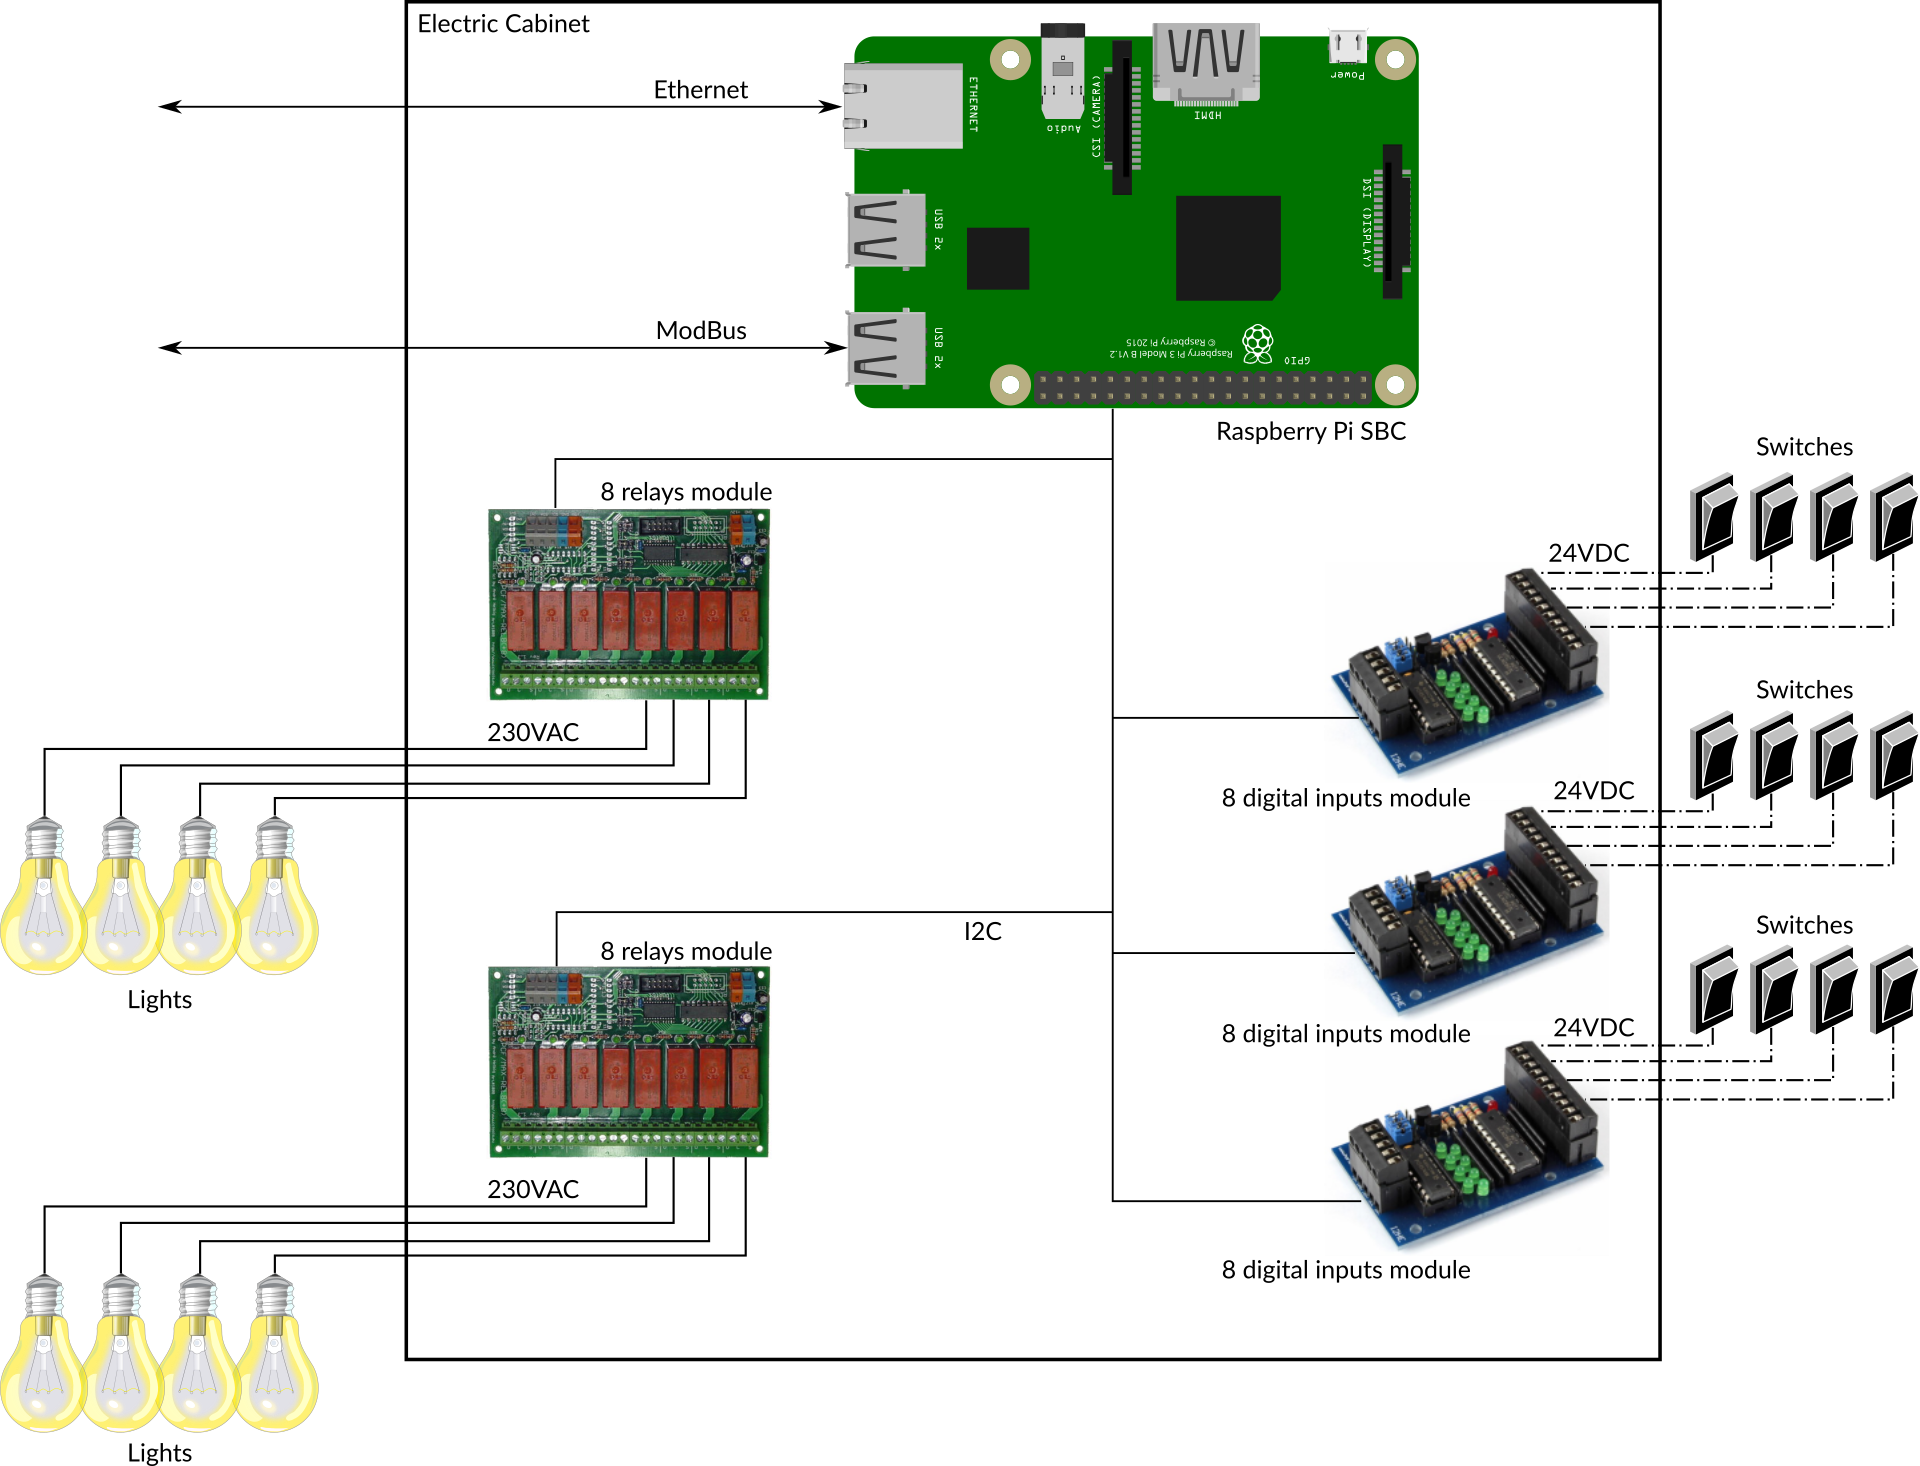 Electric Cabinet
Ethernet
ETHERNET
Audio
CSI (CAMERA)
HDMI
Power
DSI (DISPLAY)
USB 2x
ModBus
USB 2x
Raspberry Pi 3 Model B V1.2
© Raspberry Pi 2015
GPIO
Raspberry Pi SBC
Switches
8 relays module
24VDC
230VAC
Switches
8 digital inputs module
24VDC
Switches
I2C
8 relays module
Lights
24VDC
8 digital inputs module
230VAC
8 digital inputs module
Lights